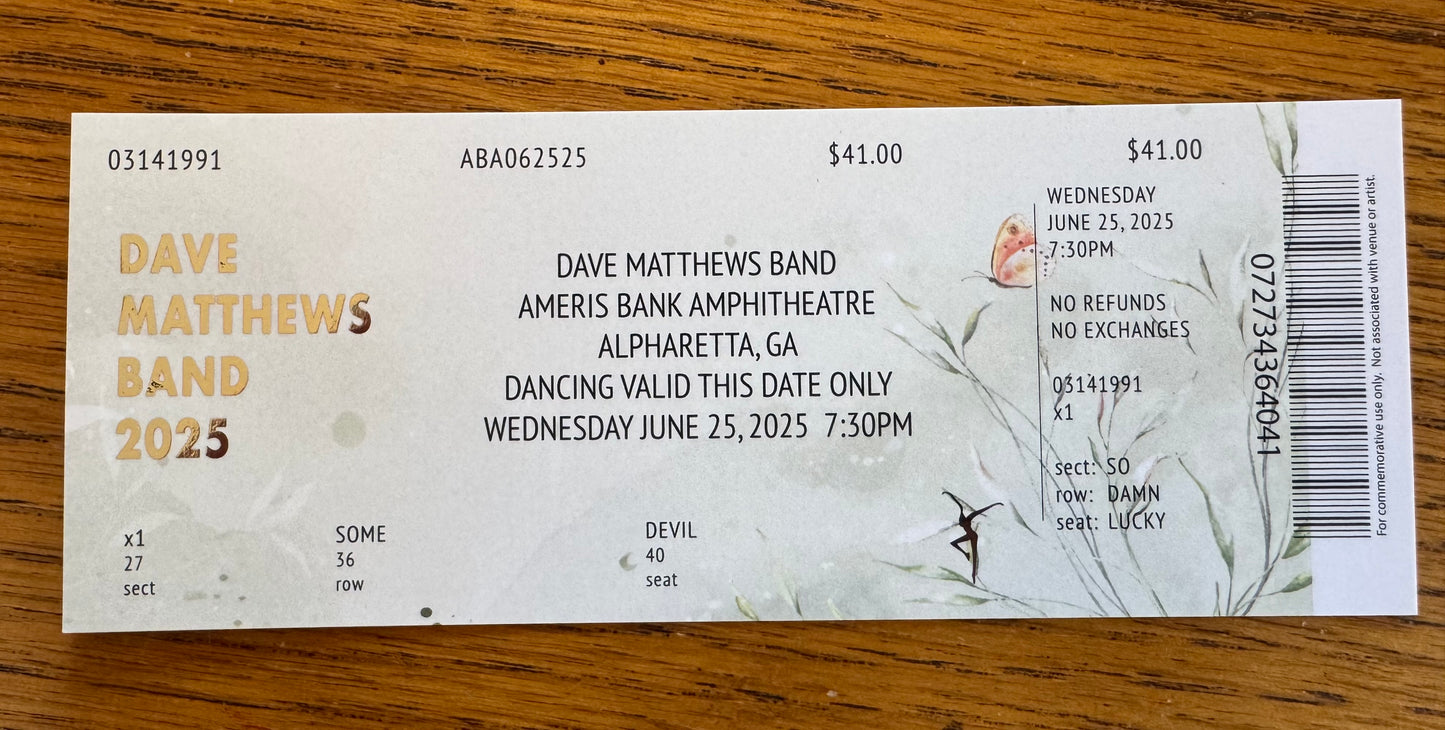 03141991
ABA062525
$41.00
$41.00
DAVE
MATTHEWS
BAND
2025
DAVE MATTHEWS BAND
AMERIS BANK AMPHITHEATRE
ALPHARETTA, GA
DANCING VALID THIS DATE ONLY
WEDNESDAY JUNE 25, 2025 7:30PM
x1
27
sect
SOME
36
row
DEVIL
40
seat
WEDNESDAY
JUNE 25, 2025
7:30PM
NO REFUNDS
NO EXCHANGES
03141991
x1
sect: SO
row: DAMN
seat: LUCKY
072734364041
For commemorative use only. Not associated with venue or artist.